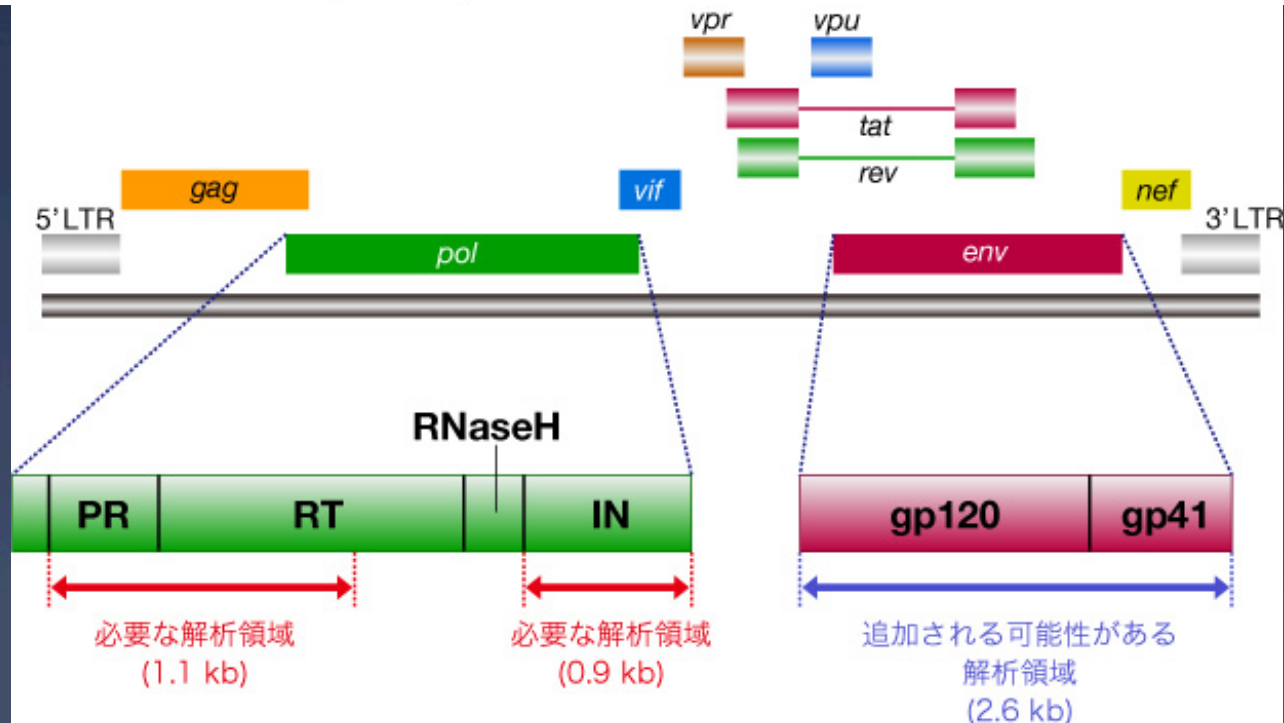 vpr
vpu
tat
rev
gag
vif
nef
5'LTR
3'LTR
pol
env
RNaseH
PR
RT
IN
gp120
gp41
必要な解析領域
(1.1 kb)
必要な解析領域
(0.9 kb)
追加される可能性がある
解析領域
(2.6 kb)